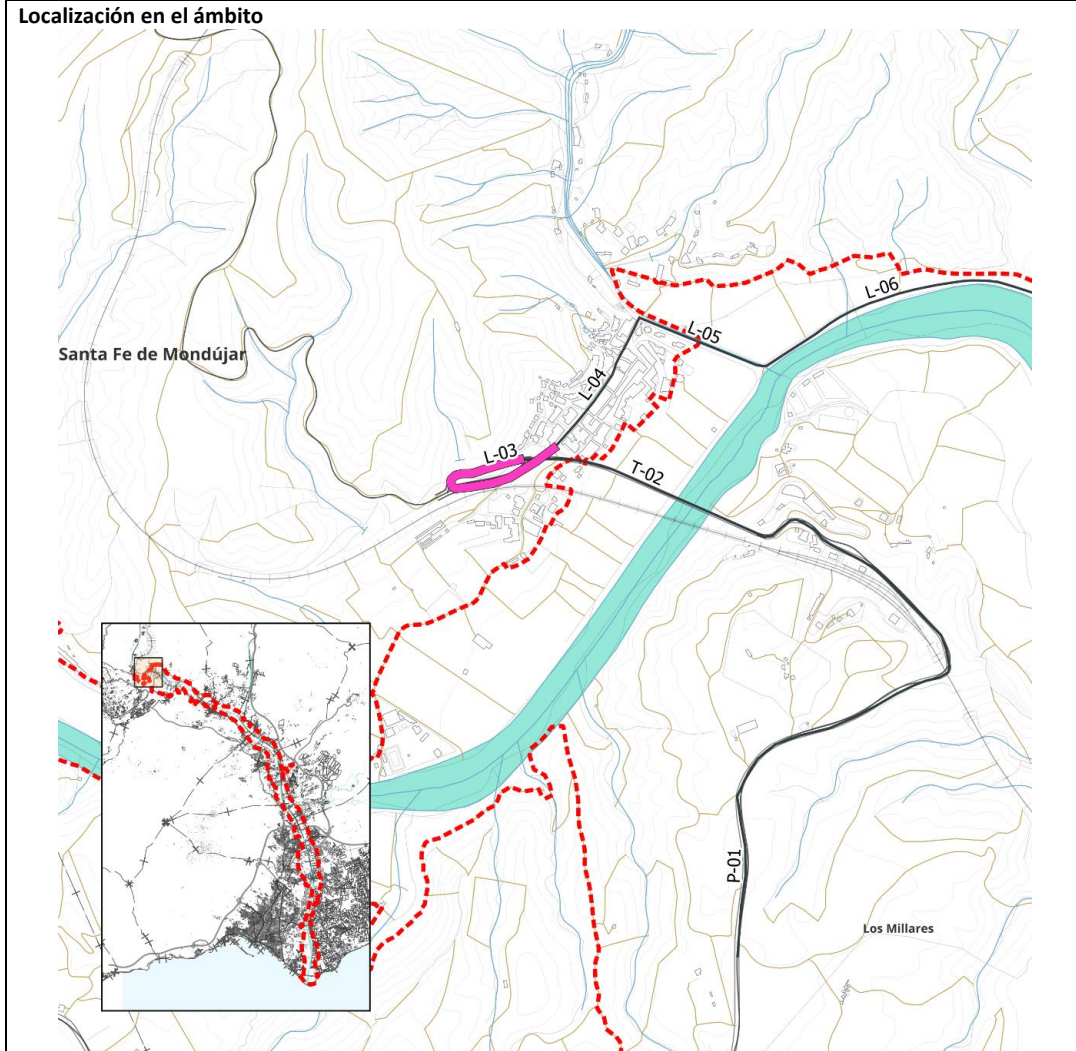 Localización en el ámbito
L-06
L-05
Santa Fe de Mondújar
L-04
L-03
T-02
P-01
Los Millares